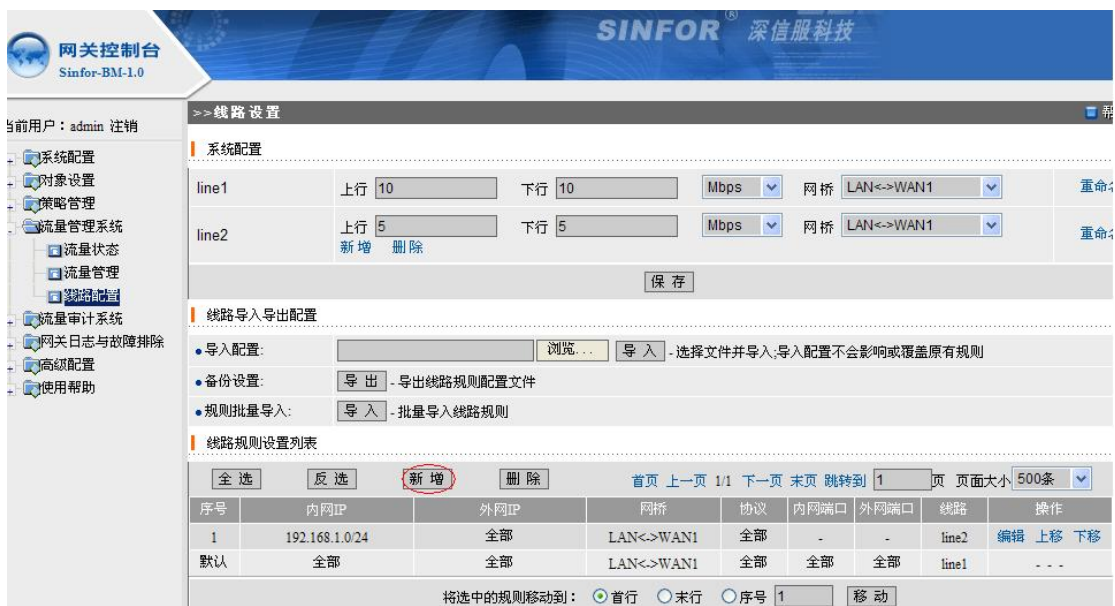 SINFOR ® 深信服科技
网关控制台
Sinfor-BM-1.0
当前用户：admin 注销
系统配置
对象设置
策略管理
流量管理系统
流量状态
流量管理
线路配置
流量审计系统
网关日志与故障排除
高级配置
使用帮助
>>线路设置
系统配置
line1 上行 10 下行 10 Mbps 网桥 LAN<->WAN1 重命
line2 上行 5 下行 5 Mbps 网桥 LAN<->WAN1 重命
新增 删除
保存
线路导入导出配置
导入配置: 浏览... 导入 - 选择文件并导入;导入配置不会影响或覆盖原有规则
备份设置: 导出 - 导出线路规则配置文件
规则批量导入: 导入 - 批量导入线路规则
线路规则设置列表
全选 反选 新增 删除 首页 上一页 1/1 下一页 末页 跳转到 1 页 页面大小 500条
序号 内网IP 外网IP 网桥 协议 内网端口 外网端口 线路 操作
1 192.168.1.0/24 全部 LAN<->WAN1 全部 - - line2 编辑 上移 下移
默认 全部 全部 LAN<->WAN1 全部 全部 全部 line1 - - -
将选中的规则移动到： 首行 末行 序号 1 移动